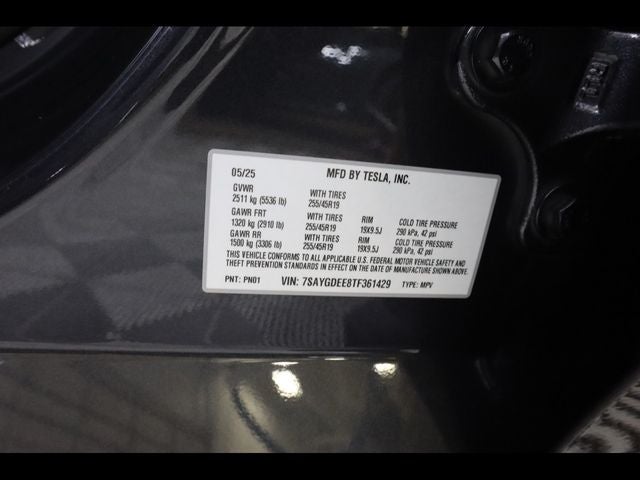 05/25 MFD BY TESLA, INC.
GVWR WITH TIRES
2511 kg (5536 lb) 255/45R19
GAWR FRT WITH TIRES RIM COLD TIRE PRESSURE
1320 kg (2910 lb) 255/45R19 19X9.5J 290 kPa, 42 psi
GAWR RR WITH TIRES RIM COLD TIRE PRESSURE
1500 kg (3306 lb) 255/45R19 19X9.5J 290 kPa, 42 psi
THIS VEHICLE CONFORMS TO ALL APPLICABLE U.S. FEDERAL MOTOR VEHICLE SAFETY AND
THEFT PREVENTION STANDARDS IN EFFECT ON THE DATE OF MANUFACTURE SHOWN ABOVE.
PNT: PN01 VIN: 7SAYGDEE8TF361429 TYPE: MPV